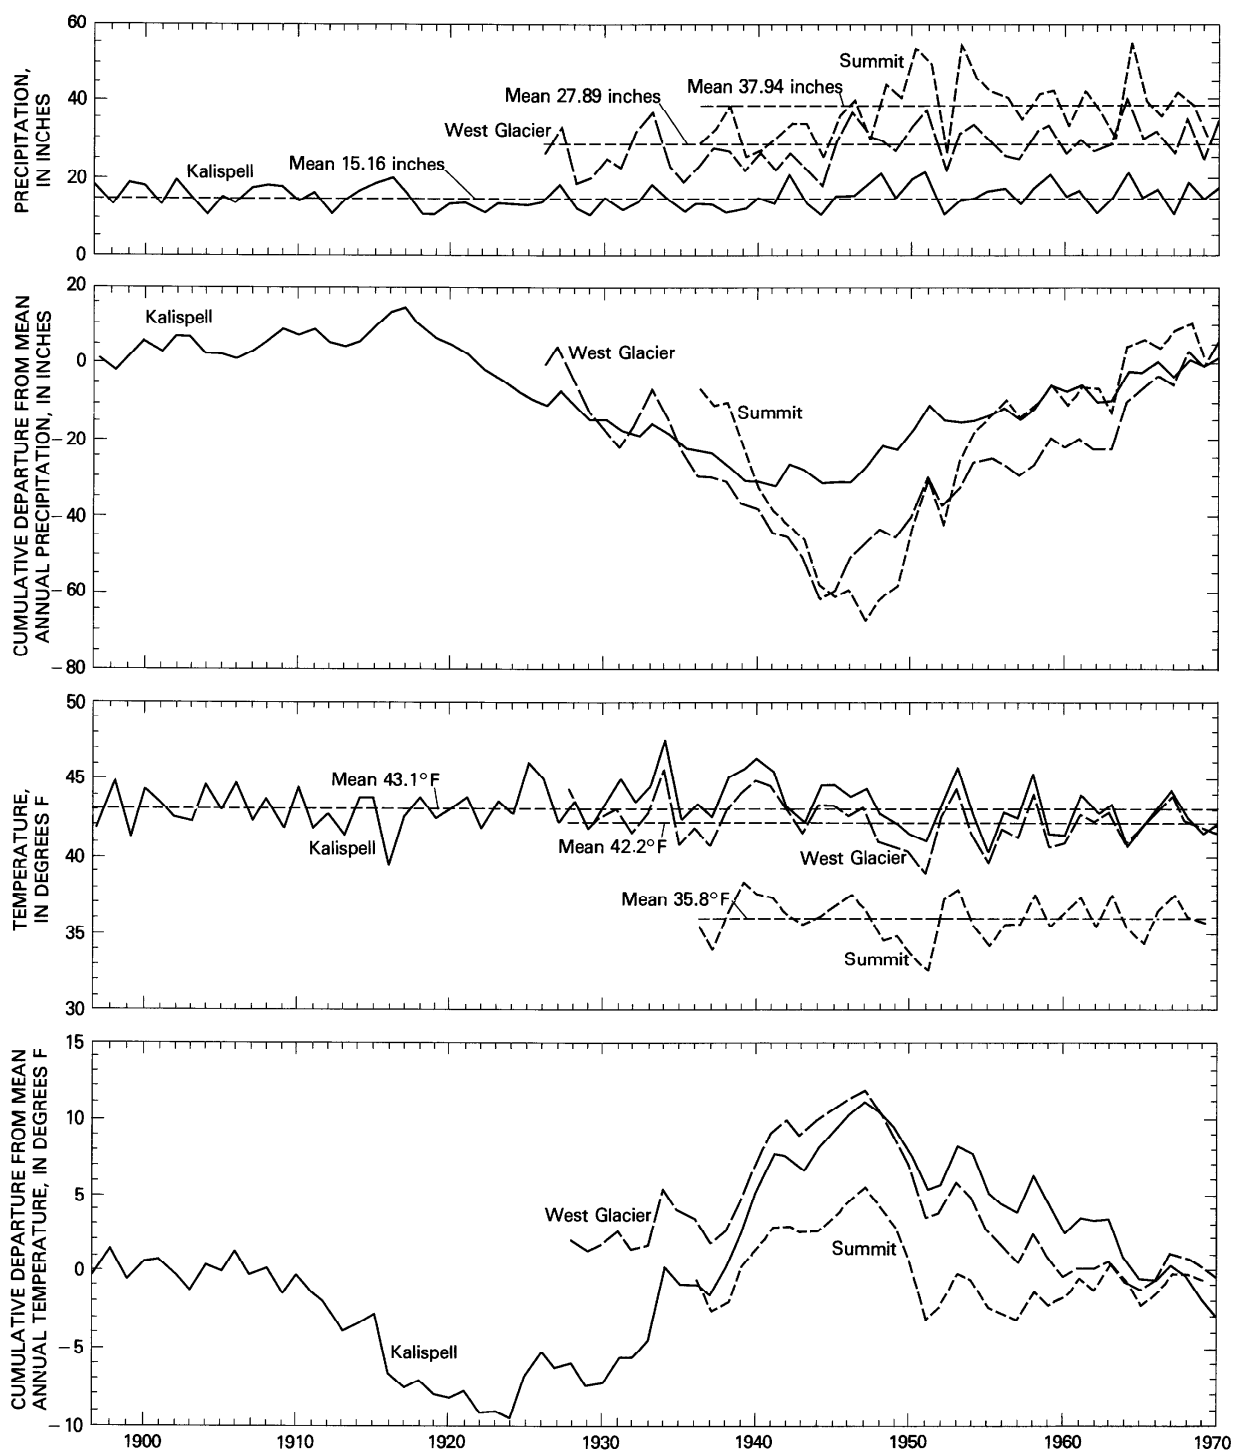 PRECIPITATION,
IN INCHES
60
40
20
0
Summit
Mean 37.94 inches
Mean 27.89 inches
West Glacier
Kalispell
Mean 15.16 inches
CUMULATIVE DEPARTURE FROM MEAN
ANNUAL PRECIPITATION, IN INCHES
20
0
−20
−40
−60
−80
Kalispell
West Glacier
Summit
TEMPERATURE,
IN DEGREES F
50
45
40
35
30
Mean 43.1°F
Kalispell
Mean 42.2°F
West Glacier
Mean 35.8°F
Summit
CUMULATIVE DEPARTURE FROM MEAN
ANNUAL TEMPERATURE, IN DEGREES F
15
10
5
0
−5
−10
West Glacier
Summit
Kalispell
1900 1910 1920 1930 1940 1950 1960 1970